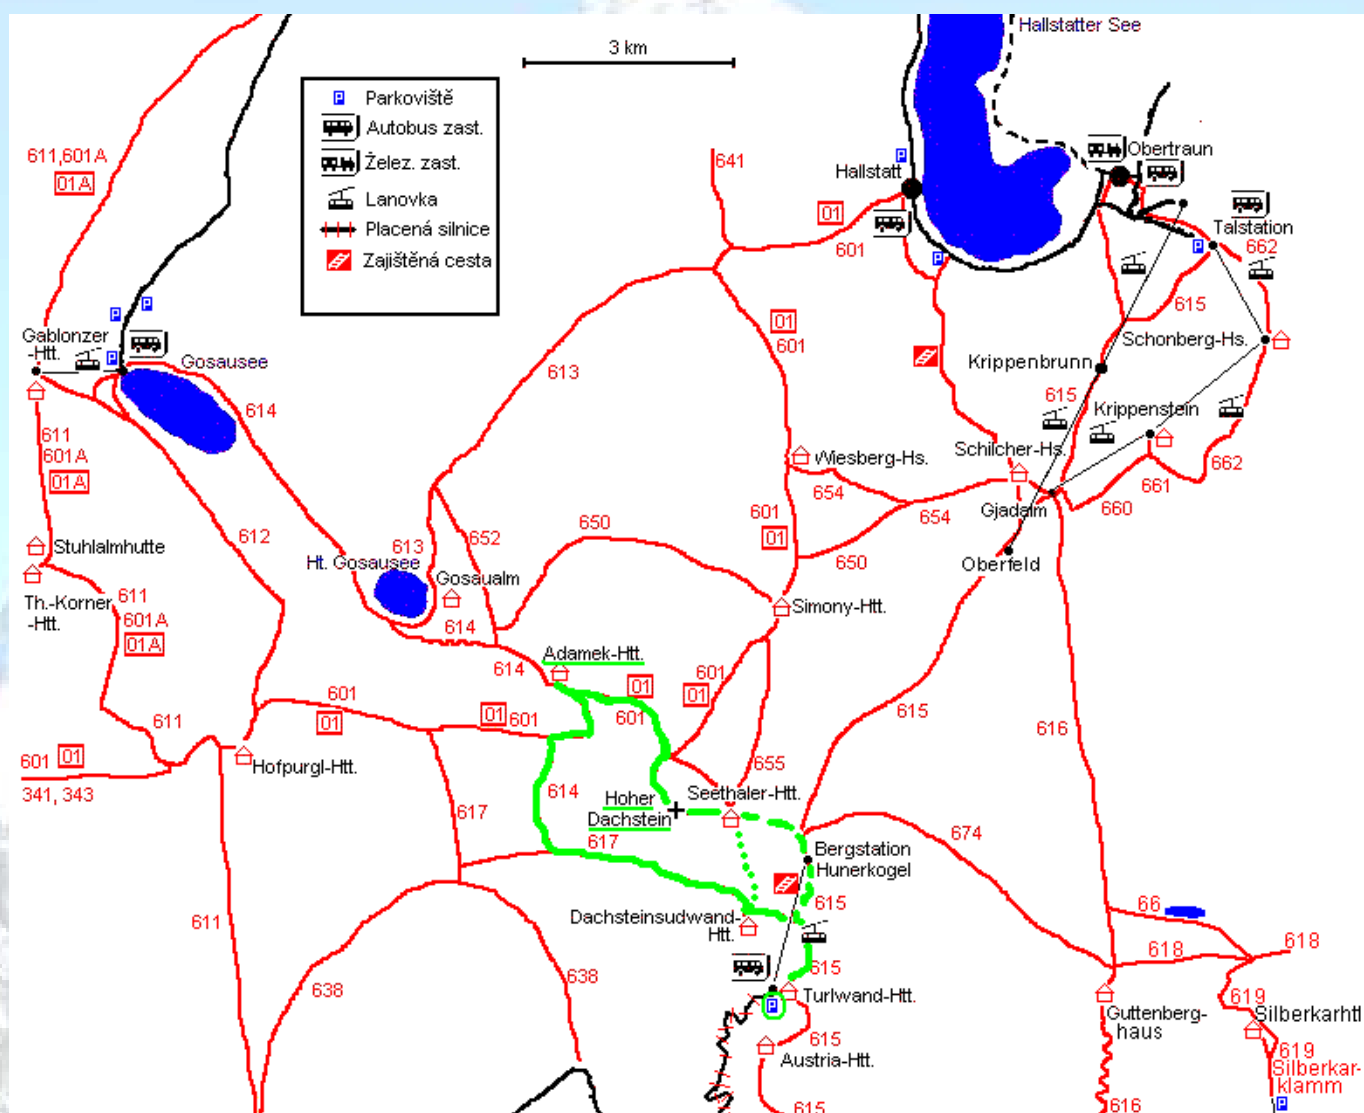 Hallstatter See
3 km
Parkoviště
Autobus zast.
Želez. zast.
Lanovka
Placená silnice
Zajištěná cesta
611,601A
01A
641
Hallstatt
01
601
Obertraun
Talstation
662
615
Schonberg-Hs.
Gablonzer
-Htt.
Gosausee
614
01
601
613
Krippenbrunn
615
Krippenstein
611
601A
01A
Wiesberg-Hs.
Schilcher-Hs.
662
661
654
654
660
Gjadalm
601
01
650
650
652
612
613
Stuhlalmhutte
Ht. Gosausee
Gosaualm
Oberfeld
Th.-Korner
-Htt.
611
601A
01A
Simony-Htt.
614
Adamek-Htt.
614
601
01
01
601
601
01
01
601
611
615
616
601 01
341, 343
Hofpurgl-Htt.
655
614
Hoher
Dachstein
Seethaler-Htt.
617
617
674
Bergstation
Hunerkogel
615
611
Dachsteinsudwand-
Htt.
66
618
618
638
638
615
Turlwand-Htt.
619
Guttenberg-
haus
Silberkarhtt
615
Austria-Htt.
619
Silberkar-
klamm
615
616
P
P
P
P
P
P
P
P